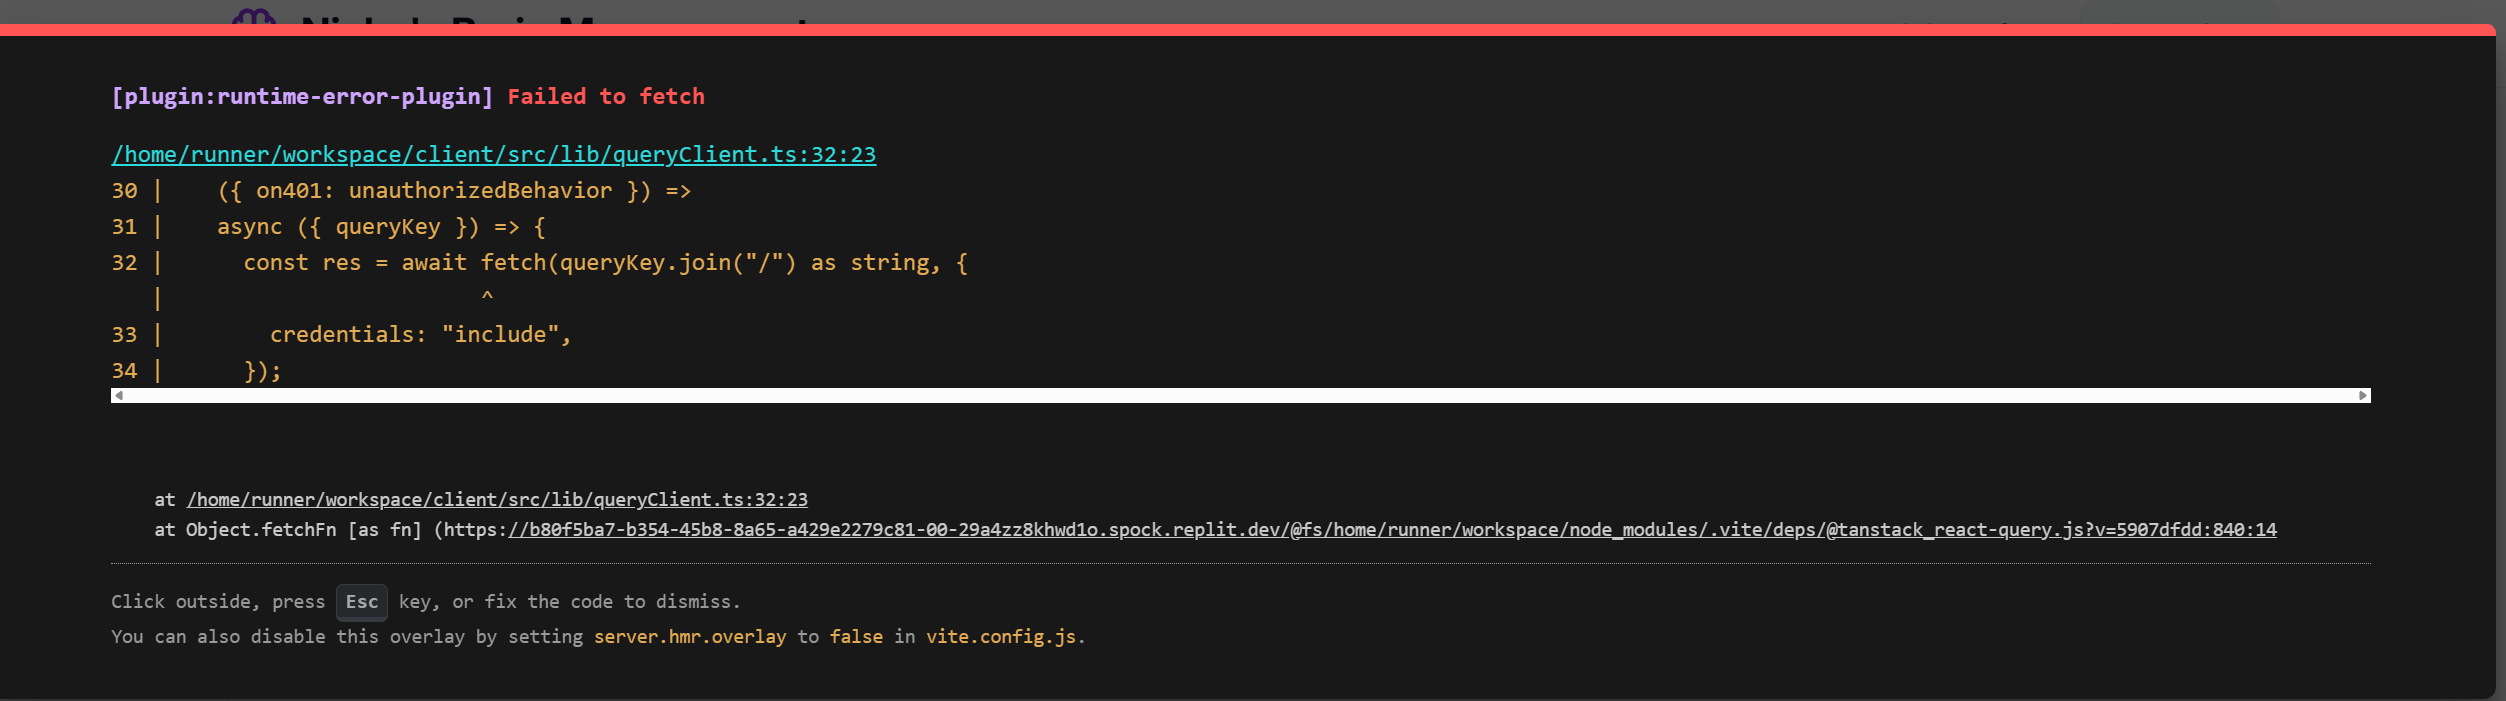 [plugin:runtime-error-plugin] Failed to fetch
/home/runner/workspace/client/src/lib/queryClient.ts:32:23
30 |    ({ on401: unauthorizedBehavior }) =>
31 |    async ({ queryKey }) => {
32 |      const res = await fetch(queryKey.join("/") as string, {
   |                        ^
33 |        credentials: "include",
34 |      });
at /home/runner/workspace/client/src/lib/queryClient.ts:32:23
at Object.fetchFn [as fn] (https://b80f5ba7-b354-45b8-8a65-a429e2279c81-00-29a4zz8khwd1o.spock.replit.dev/@fs/home/runner/workspace/node_modules/.vite/deps/@tanstack_react-query.js?v=5907dfdd:840:14
Click outside, press Esc key, or fix the code to dismiss.
You can also disable this overlay by setting server.hmr.overlay to false in vite.config.js.